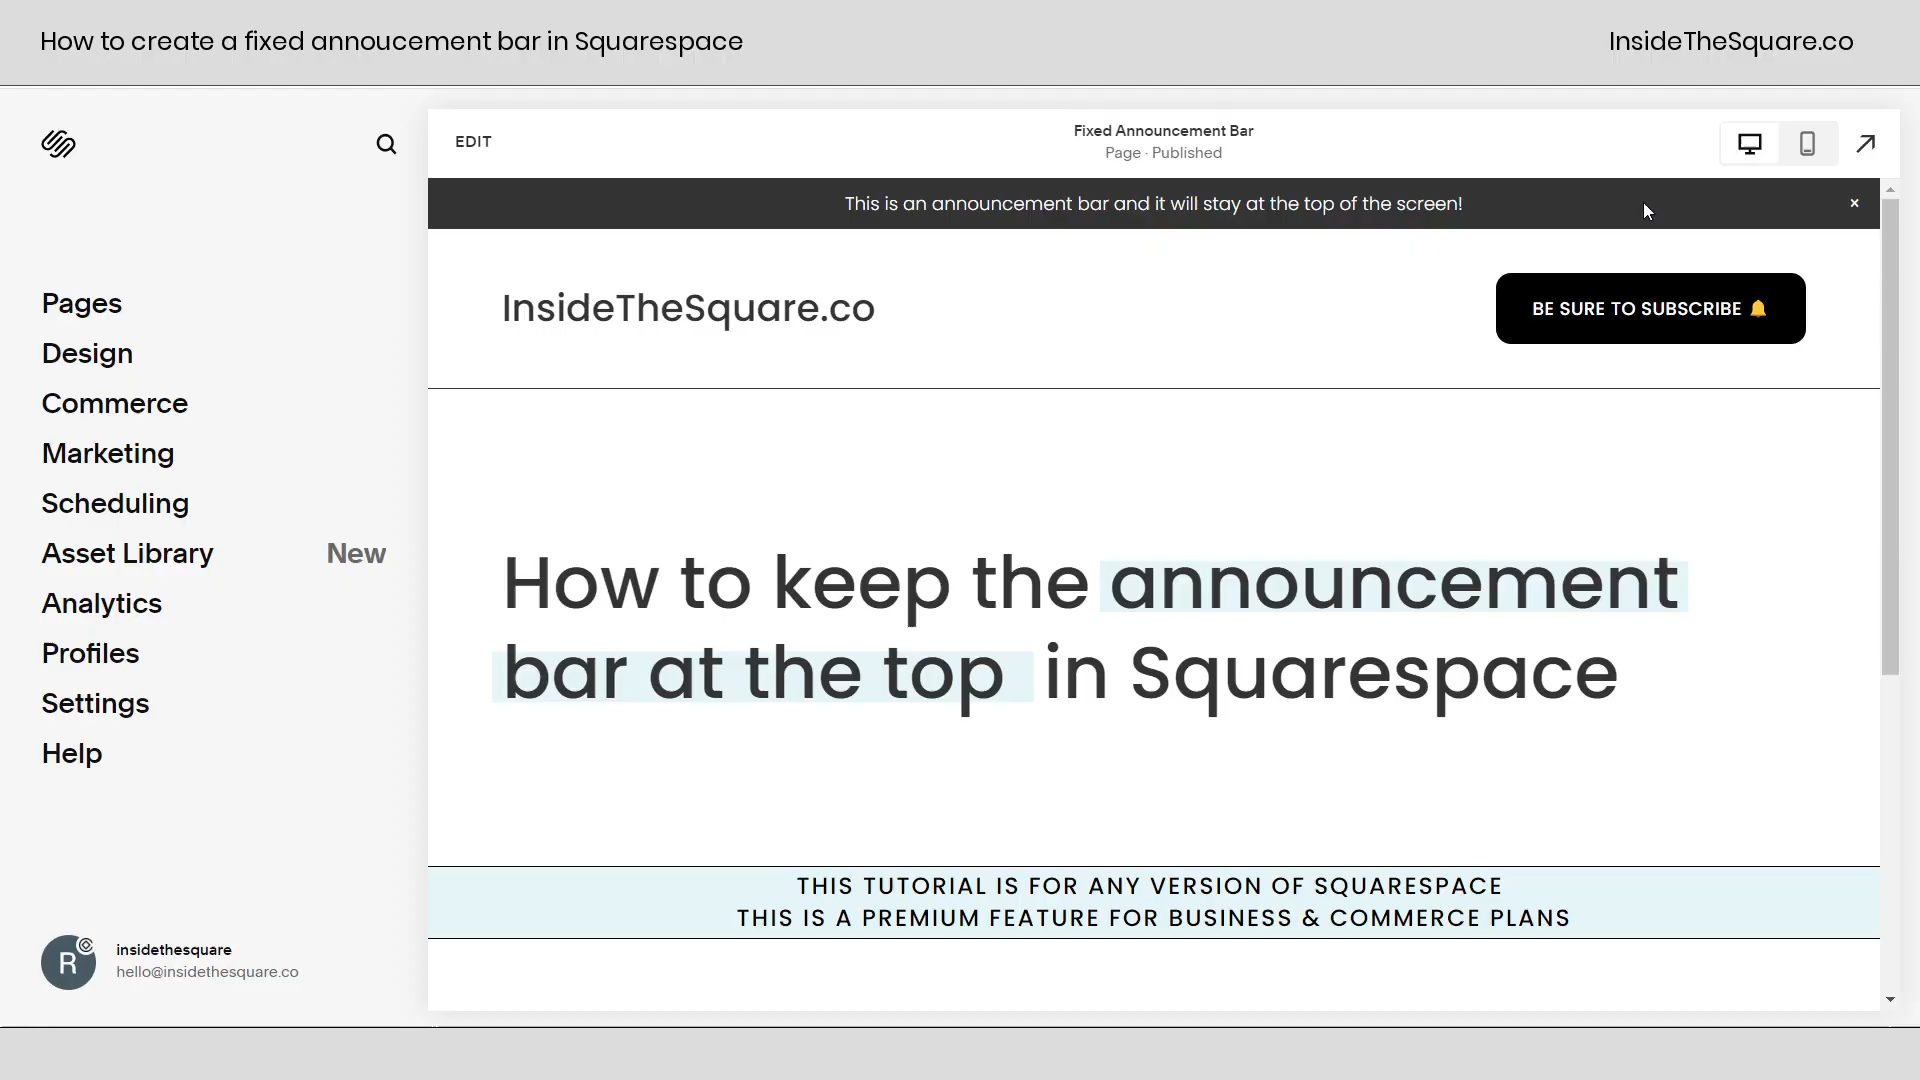 How to create a fixed annoucement bar in Squarespace
InsideTheSquare.co
EDIT
Fixed Announcement Bar
Page · Published
This is an announcement bar and it will stay at the top of the screen!
×
InsideTheSquare.co
BE SURE TO SUBSCRIBE 🔔
Pages
Design
Commerce
Marketing
Scheduling
Asset Library New
Analytics
Profiles
Settings
Help
How to keep the announcement
bar at the top in Squarespace
THIS TUTORIAL IS FOR ANY VERSION OF SQUARESPACE
THIS IS A PREMIUM FEATURE FOR BUSINESS & COMMERCE PLANS
R
insidethesquare
hello@insidethesquare.co